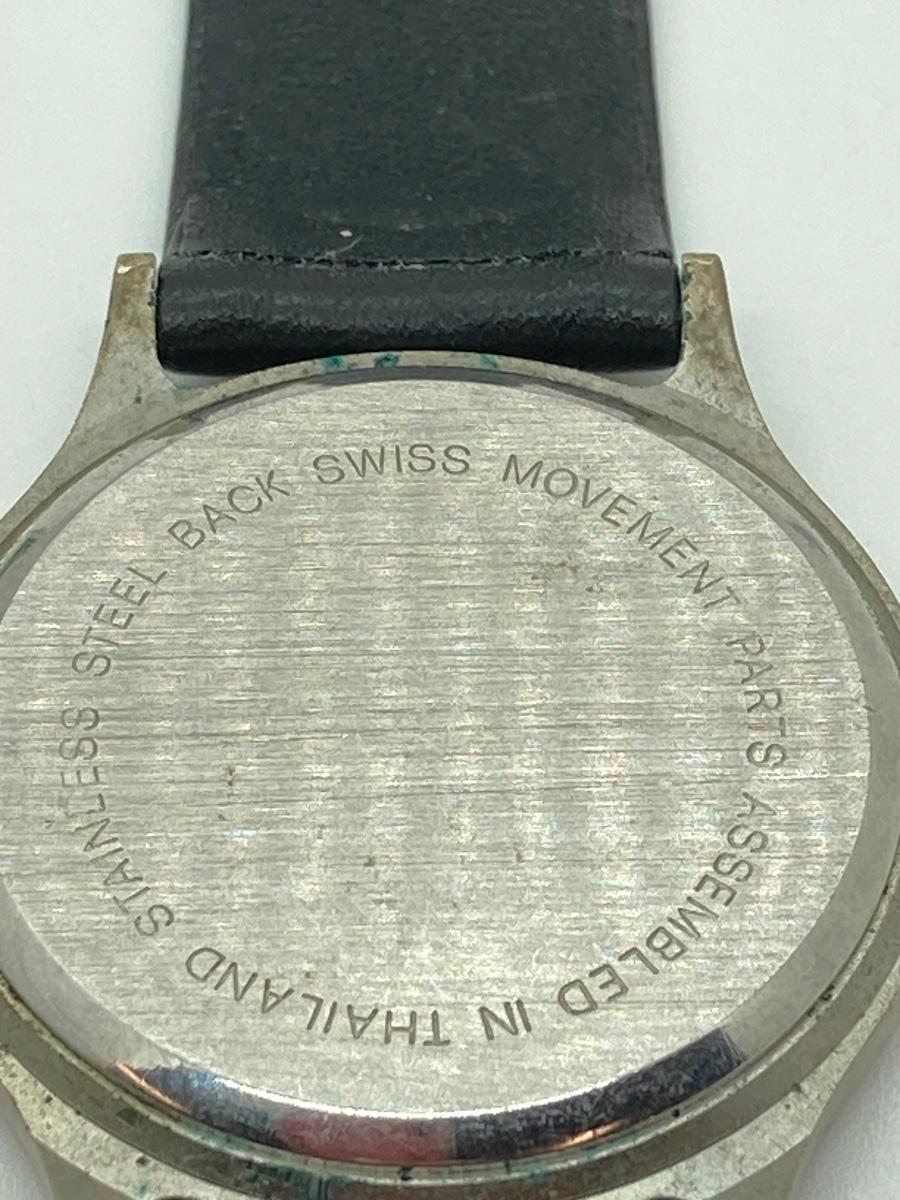 STAINLESS STEEL BACK SWISS MOVEMENT PARTS ASSEMBLED IN THAILAND